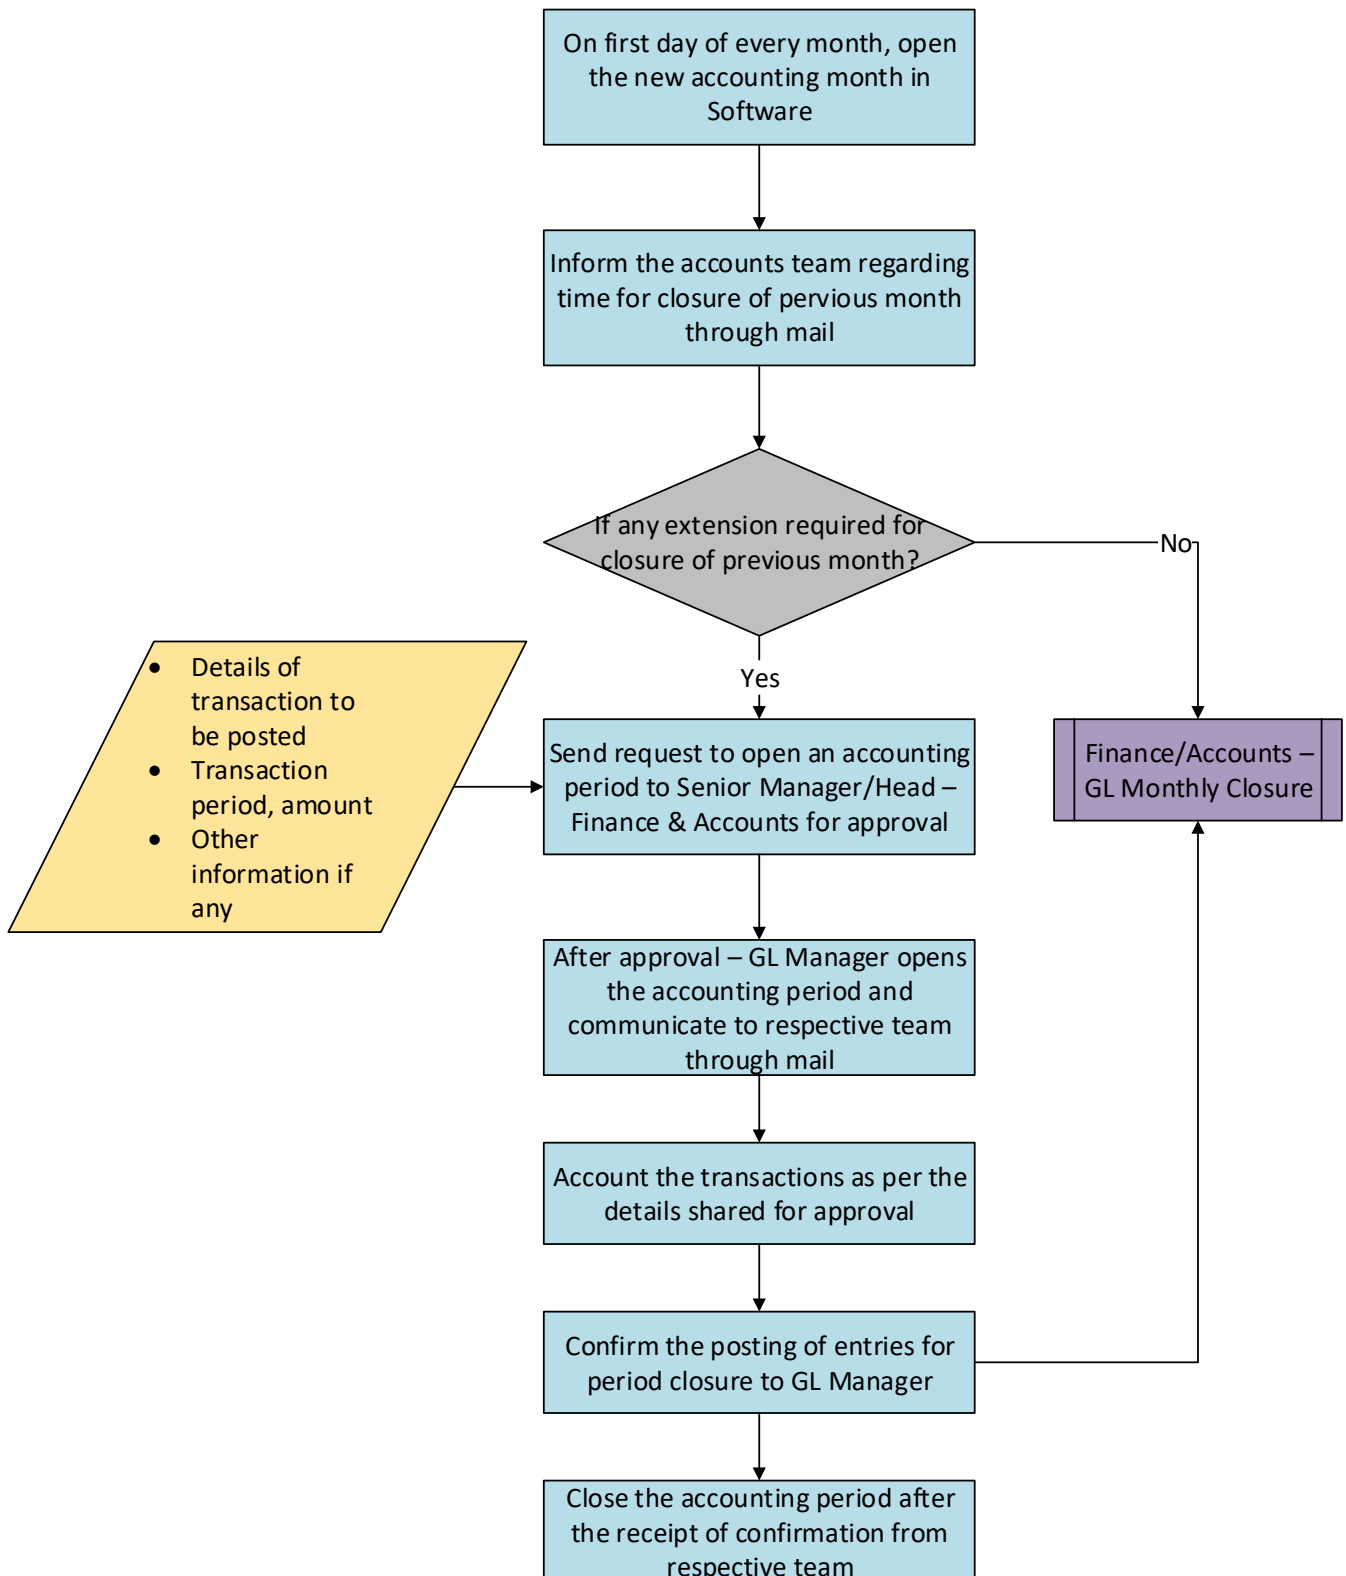 On first day of every month, open
the new accounting month in
Software
Inform the accounts team regarding
time for closure of pervious month
through mail
If any extension required for
closure of previous month?
No
Yes
• Details of
transaction to
be posted
• Transaction
period, amount
• Other
information if
any
Send request to open an accounting
period to Senior Manager/Head –
Finance & Accounts for approval
Finance/Accounts –
GL Monthly Closure
After approval – GL Manager opens
the accounting period and
communicate to respective team
through mail
Account the transactions as per the
details shared for approval
Confirm the posting of entries for
period closure to GL Manager
Close the accounting period after
the receipt of confirmation from
respective team